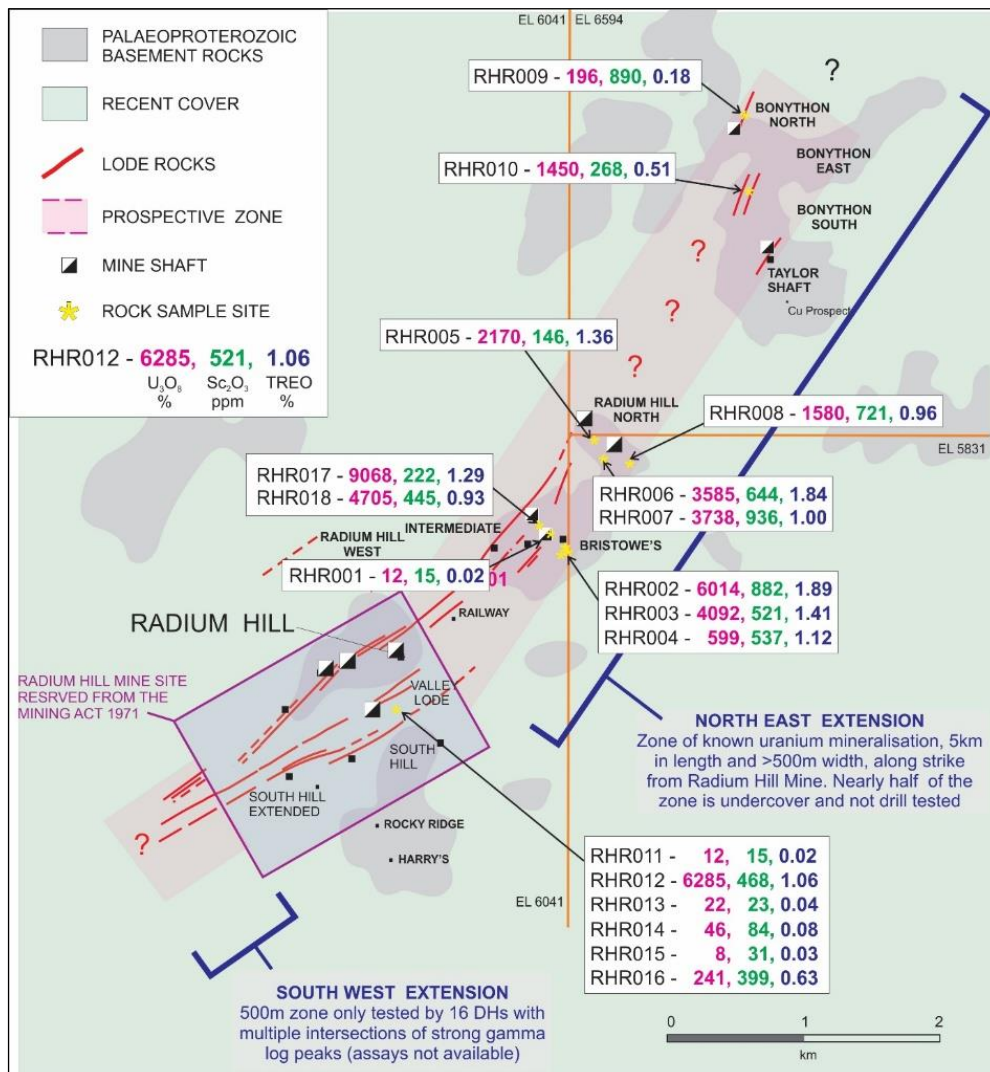 PALAEOPROTEROZOIC
BASEMENT ROCKS
RECENT COVER
LODE ROCKS
PROSPECTIVE ZONE
MINE SHAFT
ROCK SAMPLE SITE
RHR012 - 6285, 521, 1.06
U₃O₈ Sc₂O₃ TREO
% ppm %
EL 6041 EL 6594
?
RHR009 - 196, 890, 0.18
BONYTHON
NORTH
RHR010 - 1450, 268, 0.51
BONYTHON
EAST
BONYTHON
SOUTH
?
TAYLOR
SHAFT
Cu Prospect
?
RHR005 - 2170, 146, 1.36
?
RADIUM HILL
NORTH
RHR008 - 1580, 721, 0.96
EL 5831
RHR017 - 9068, 222, 1.29
RHR018 - 4705, 445, 0.93
RHR006 - 3585, 644, 1.84
RHR007 - 3738, 936, 1.00
INTERMEDIATE
RADIUM HILL
WEST
BRISTOWE'S
RHR001 - 12, 15, 0.02
01
RHR002 - 6014, 882, 1.89
RHR003 - 4092, 521, 1.41
RHR004 - 599, 537, 1.12
RAILWAY
RADIUM HILL
RADIUM HILL MINE SITE
RESRVED FROM THE
MINING ACT 1971
VALLEY
LODE
SOUTH
HILL
SOUTH HILL
EXTENDED
ROCKY RIDGE
HARRY'S
?
NORTH EAST EXTENSION
Zone of known uranium mineralisation, 5km
in length and >500m width, along strike
from Radium Hill Mine. Nearly half of the
zone is undercover and not drill tested
RHR011 - 12, 15, 0.02
RHR012 - 6285, 468, 1.06
RHR013 - 22, 23, 0.04
RHR014 - 46, 84, 0.08
RHR015 - 8, 31, 0.03
RHR016 - 241, 399, 0.63
EL 6041
SOUTH WEST EXTENSION
500m zone only tested by 16 DHs with
multiple intersections of strong gamma
log peaks (assays not available)
0 1 2
km